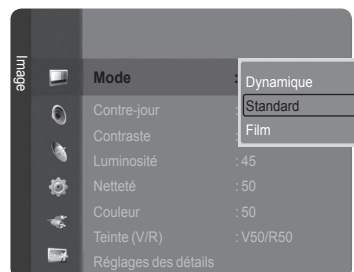 Image
Mode : Dynamique
Standard
Film
Contre-jour :
Contraste :
Luminosité : 45
Netteté : 50
Couleur : 50
Teinte (V/R) : V50/R50
Réglages des détails